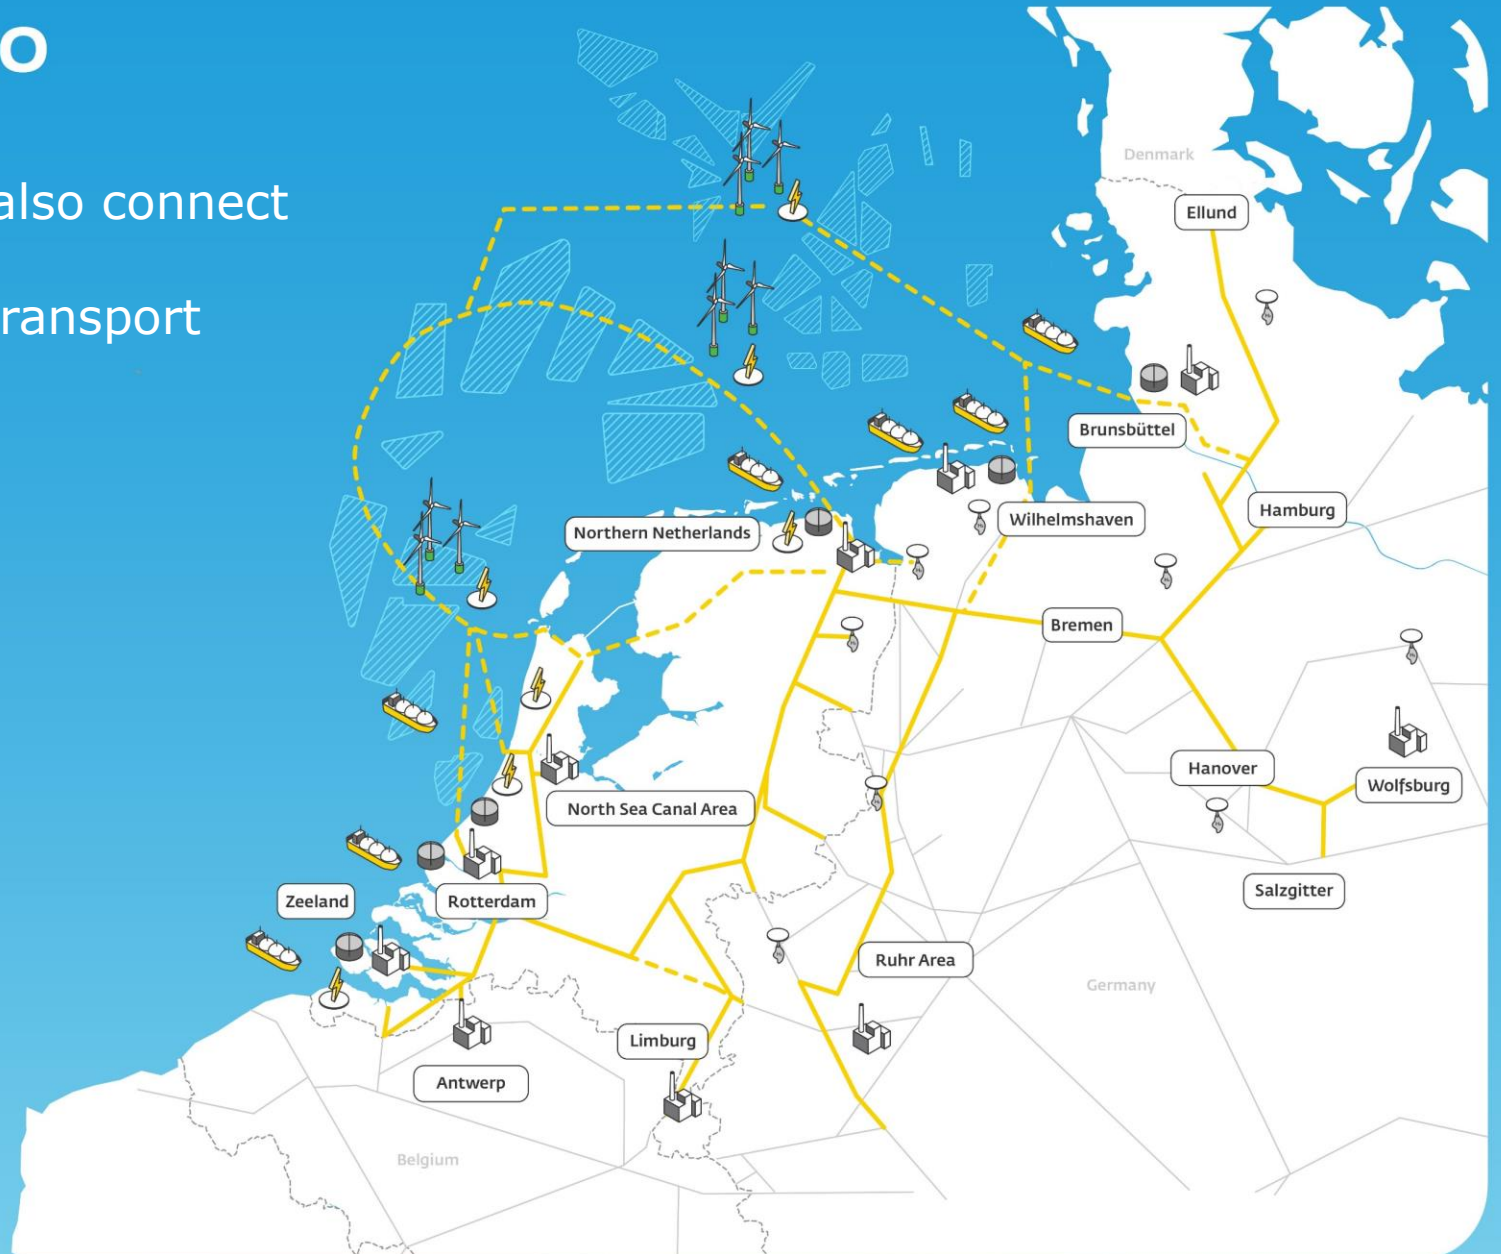 o
also connect
ransport
Denmark
Ellund
Brunsbüttel
Hamburg
Wilhelmshaven
Northern Netherlands
Bremen
Hanover
Wolfsburg
North Sea Canal Area
Salzgitter
Zeeland
Rotterdam
Ruhr Area
Germany
Limburg
Antwerp
Belgium